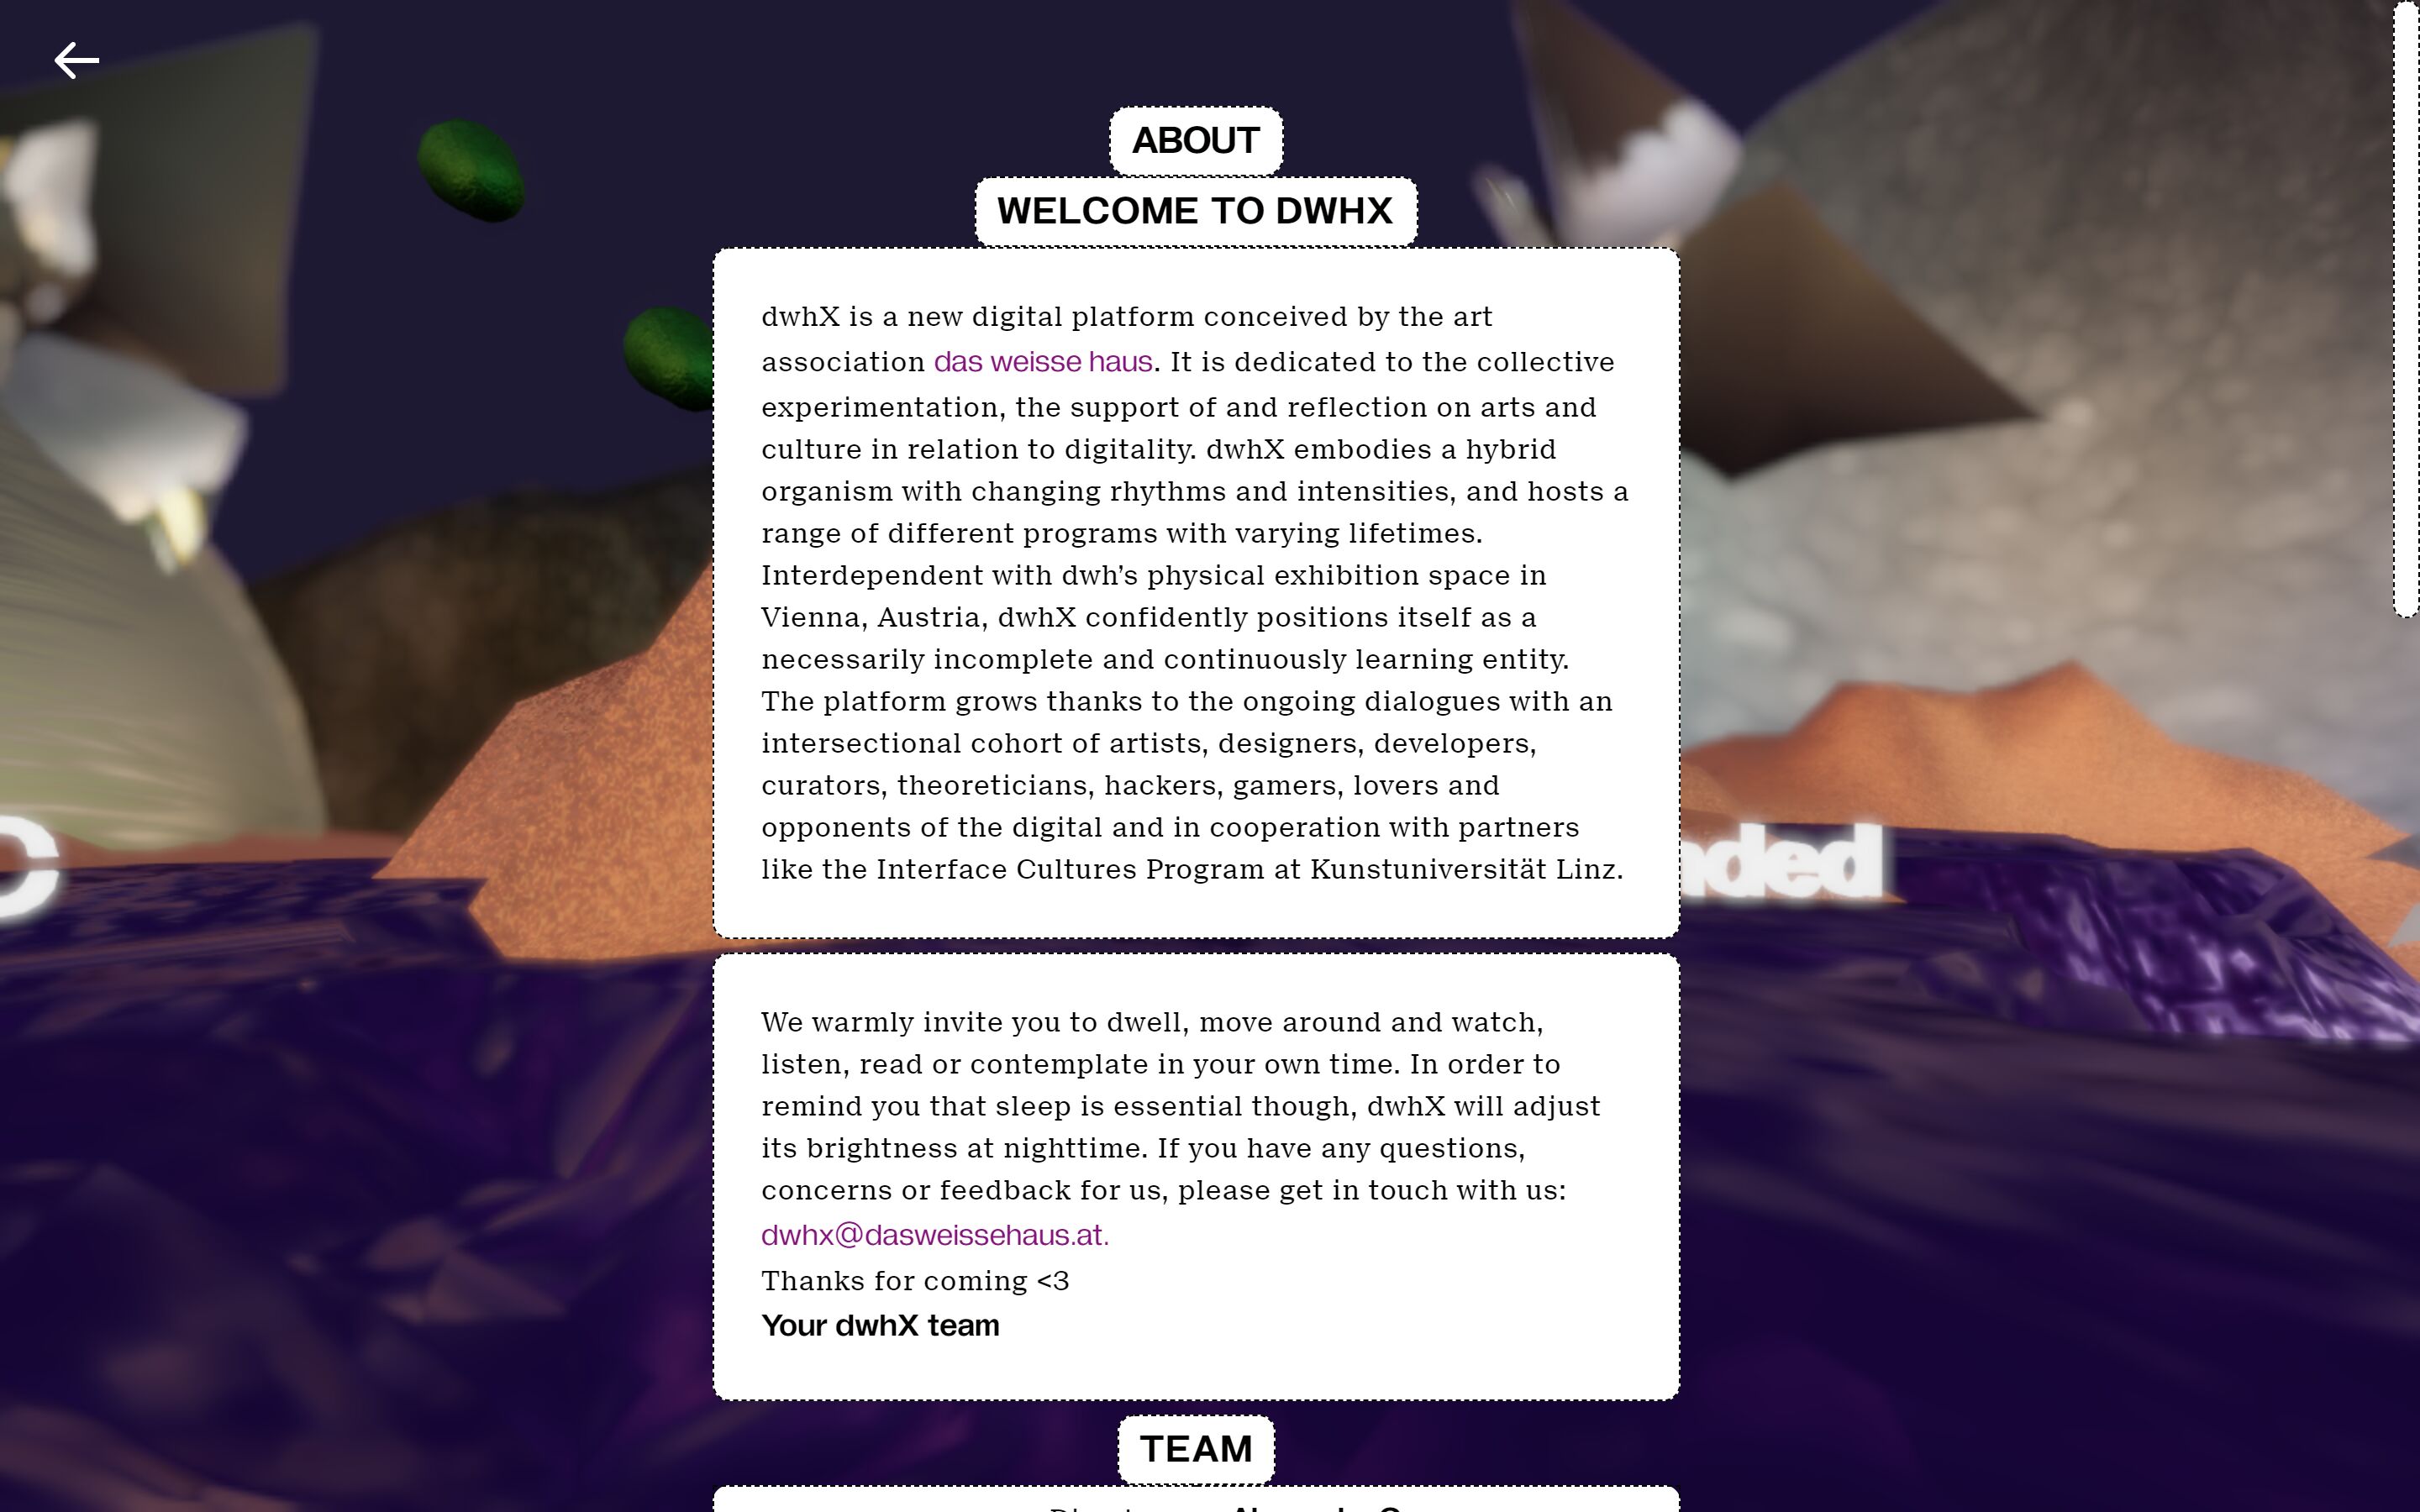 ABOUT
WELCOME TO DWHX
dwhX is a new digital platform conceived by the art
association das weisse haus. It is dedicated to the collective
experimentation, the support of and reflection on arts and
culture in relation to digitality. dwhX embodies a hybrid
organism with changing rhythms and intensities, and hosts a
range of different programs with varying lifetimes.
Interdependent with dwh’s physical exhibition space in
Vienna, Austria, dwhX confidently positions itself as a
necessarily incomplete and continuously learning entity.
The platform grows thanks to the ongoing dialogues with an
intersectional cohort of artists, designers, developers,
curators, theoreticians, hackers, gamers, lovers and
opponents of the digital and in cooperation with partners
like the Interface Cultures Program at Kunstuniversität Linz.
We warmly invite you to dwell, move around and watch,
listen, read or contemplate in your own time. In order to
remind you that sleep is essential though, dwhX will adjust
its brightness at nighttime. If you have any questions,
concerns or feedback for us, please get in touch with us:
dwhx@dasweissehaus.at.
Thanks for coming <3
Your dwhX team
TEAM